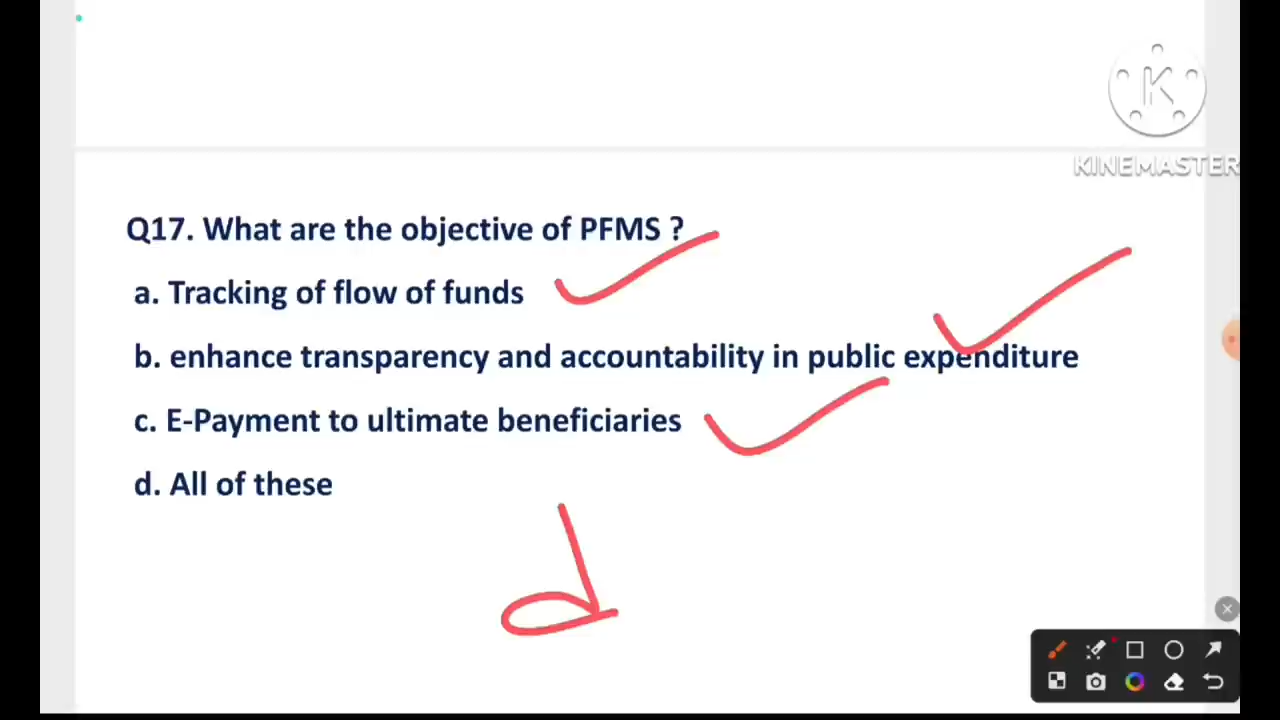 K
KINEMASTER
Q17. What are the objective of PFMS ?
a. Tracking of flow of funds
b. enhance transparency and accountability in public expenditure
c. E-Payment to ultimate beneficiaries
d. All of these
d